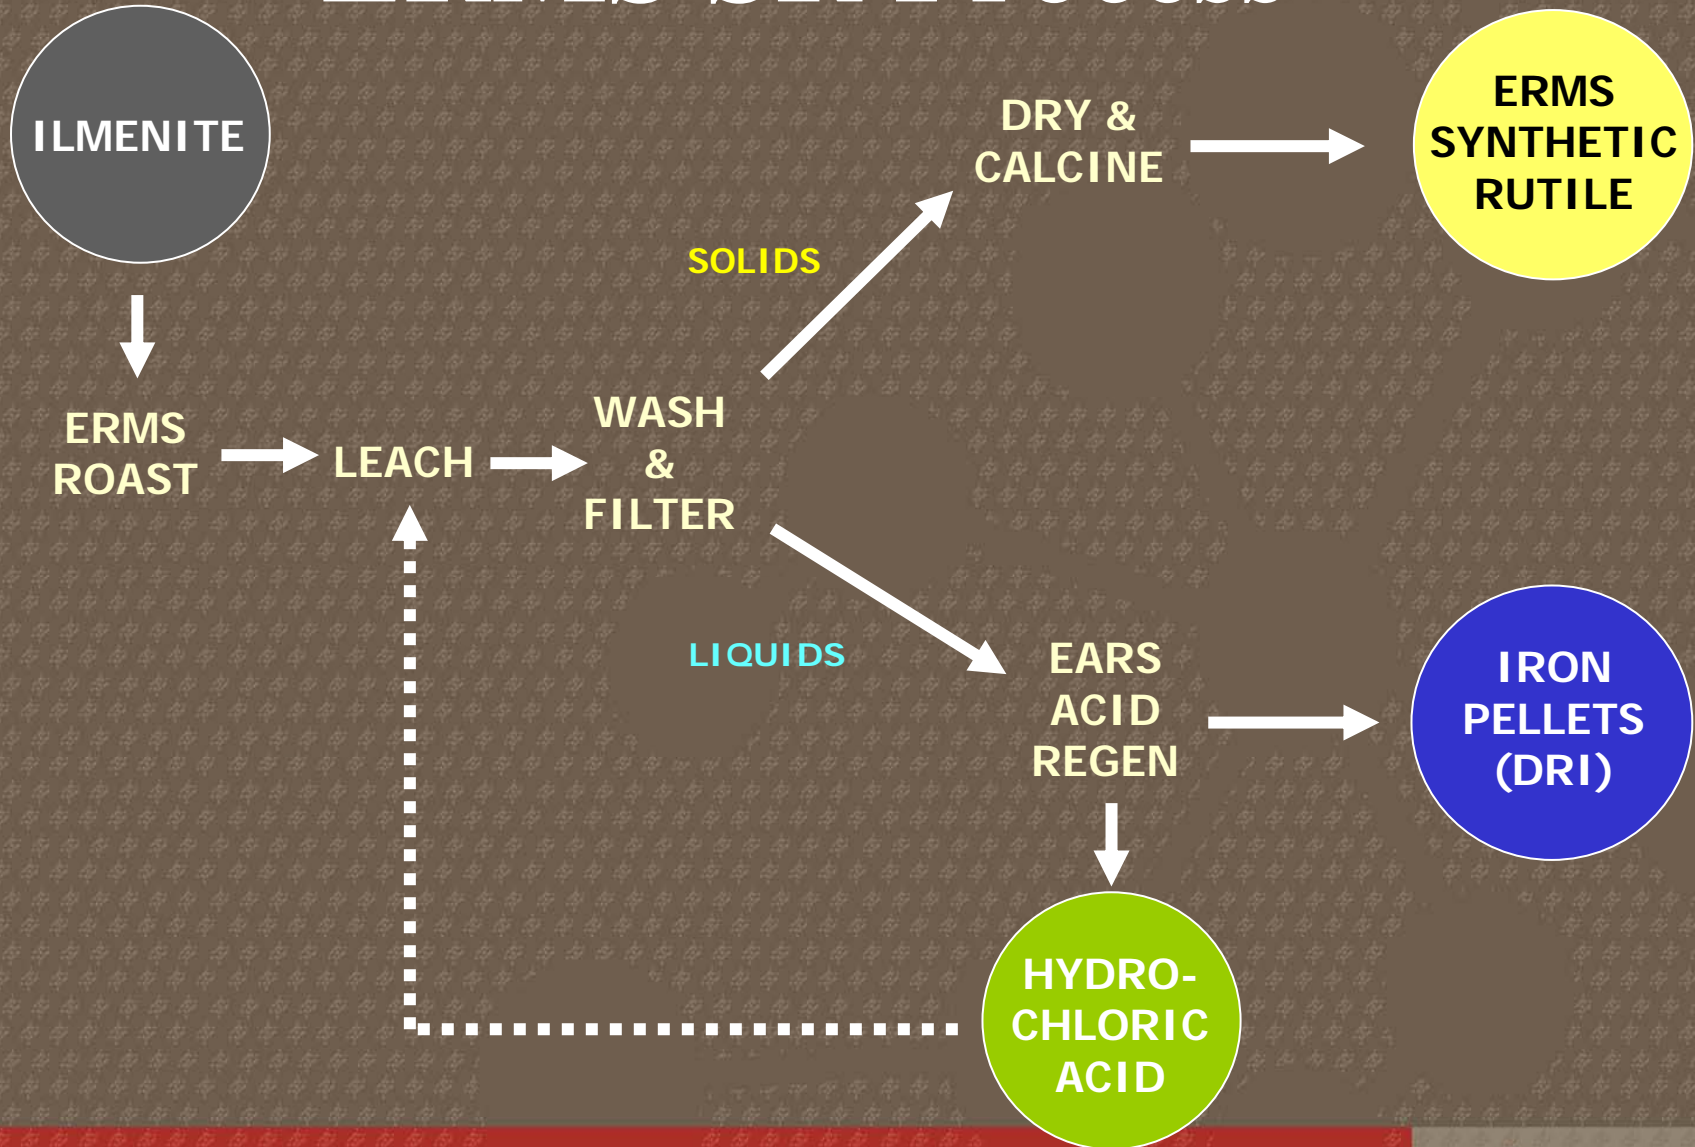 ILMENITE
DRY &
CALCINE
ERMS
SYNTHETIC
RUTILE
SOLIDS
ERMS
ROAST
LEACH
WASH
&
FILTER
LIQUIDS
EARS
ACID
REGEN
IRON
PELLETS
(DRI)
HYDRO-
CHLORIC
ACID